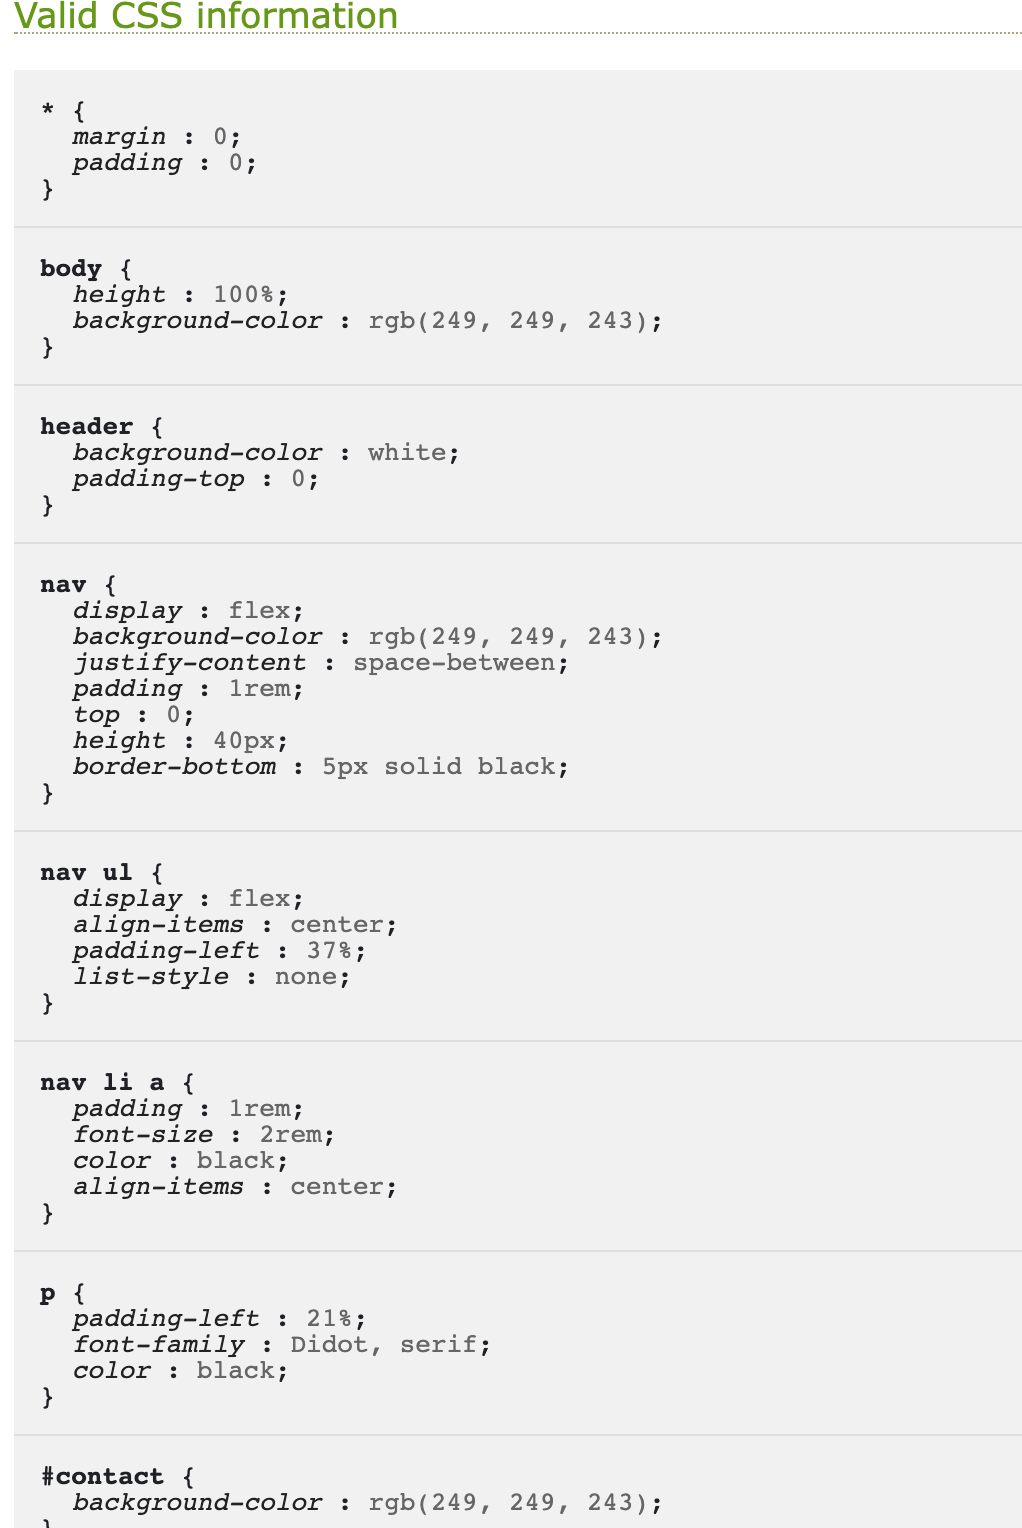 Valid CSS information
* {
margin : 0;
padding : 0;
}
body {
height : 100%;
background-color : rgb(249, 249, 243);
}
header {
background-color : white;
padding-top : 0;
}
nav {
display : flex;
background-color : rgb(249, 249, 243);
justify-content : space-between;
padding : 1rem;
top : 0;
height : 40px;
border-bottom : 5px solid black;
}
nav ul {
display : flex;
align-items : center;
padding-left : 37%;
list-style : none;
}
nav li a {
padding : 1rem;
font-size : 2rem;
color : black;
align-items : center;
}
p {
padding-left : 21%;
font-family : Didot, serif;
color : black;
}
#contact {
background-color : rgb(249, 249, 243);
}